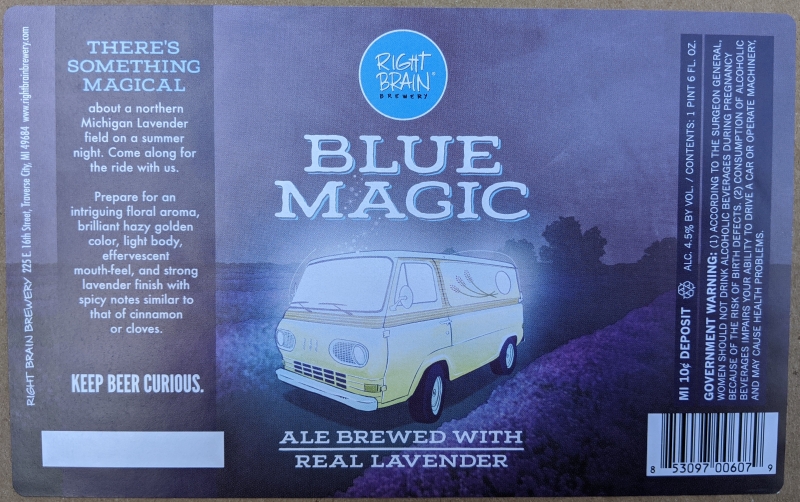 RIGHT BRAIN BREWERY 225 E. 16th Street, Traverse City, MI 49684 www.rightbrainbrewery.com
THERE'S
SOMETHING
MAGICAL
about a northern
Michigan Lavender
field on a summer
night. Come along for
the ride with us.
Prepare for an
intriguing floral aroma,
brilliant hazy golden
color, light body,
effervescent
mouth-feel, and strong
lavender finish with
spicy notes similar to
that of cinnamon
or cloves.
KEEP BEER CURIOUS.
RIGHT
BRAIN®
BREWERY
BLUE
MAGIC
ALE BREWED WITH
REAL LAVENDER
MI 10¢ DEPOSIT ALC. 4.5% BY VOL. / CONTENTS: 1 PINT 6 FL. OZ.
GOVERNMENT WARNING: (1) ACCORDING TO THE SURGEON GENERAL,
WOMEN SHOULD NOT DRINK ALCOHOLIC BEVERAGES DURING PREGNANCY
BECAUSE OF THE RISK OF BIRTH DEFECTS. (2) CONSUMPTION OF ALCOHOLIC
BEVERAGES IMPAIRS YOUR ABILITY TO DRIVE A CAR OR OPERATE MACHINERY,
AND MAY CAUSE HEALTH PROBLEMS.
8 53097 00607 9